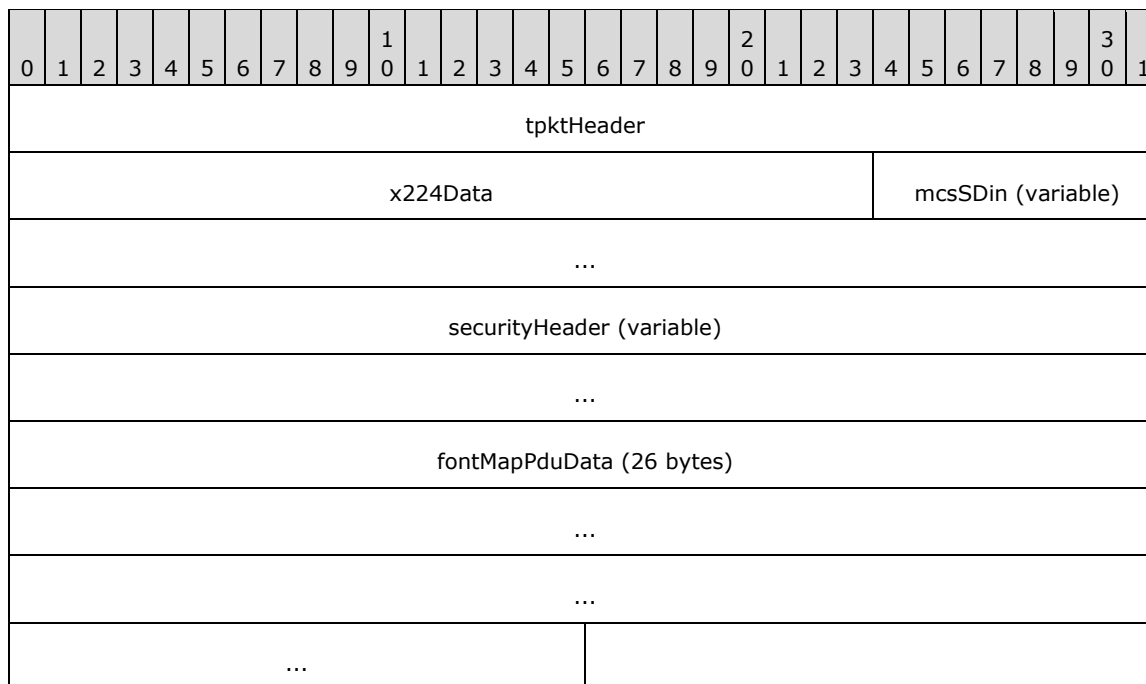 1 2 3
0 1 2 3 4 5 6 7 8 9 0 1 2 3 4 5 6 7 8 9 0 1 2 3 4 5 6 7 8 9 0 1
tpktHeader
x224Data mcsSDin (variable)
...
securityHeader (variable)
...
fontMapPduData (26 bytes)
...
...
...